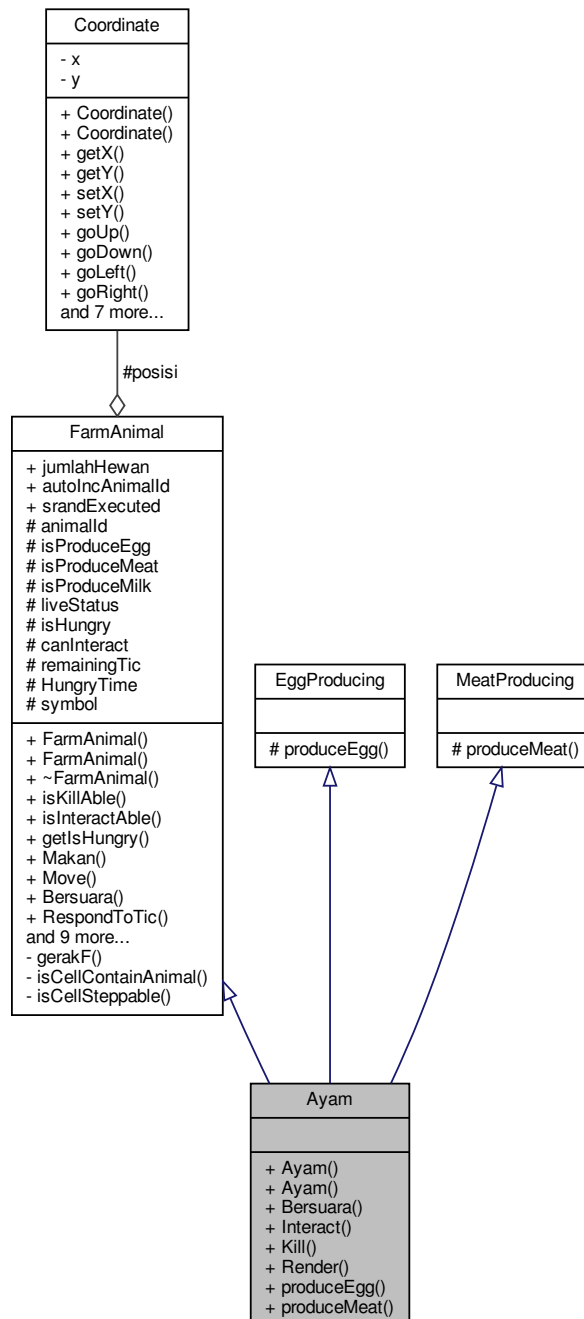 Coordinate
- x
- y
+ Coordinate()
+ Coordinate()
+ getX()
+ getY()
+ setX()
+ setY()
+ goUp()
+ goDown()
+ goLeft()
+ goRight()
and 7 more...
#posisi
FarmAnimal
+ jumlahHewan
+ autoIncAnimalId
+ srandExecuted
# animalId
# isProduceEgg
# isProduceMeat
# isProduceMilk
# liveStatus
# isHungry
# canInteract
# remainingTic
# HungryTime
# symbol
+ FarmAnimal()
+ FarmAnimal()
+ ~FarmAnimal()
+ isKillAble()
+ isInteractAble()
+ getIsHungry()
+ Makan()
+ Move()
+ Bersuara()
+ RespondToTic()
and 9 more...
- gerakF()
- isCellContainAnimal()
- isCellSteppable()
EggProducing
# produceEgg()
MeatProducing
# produceMeat()
Ayam
+ Ayam()
+ Ayam()
+ Bersuara()
+ Interact()
+ Kill()
+ Render()
+ produceEgg()
+ produceMeat()